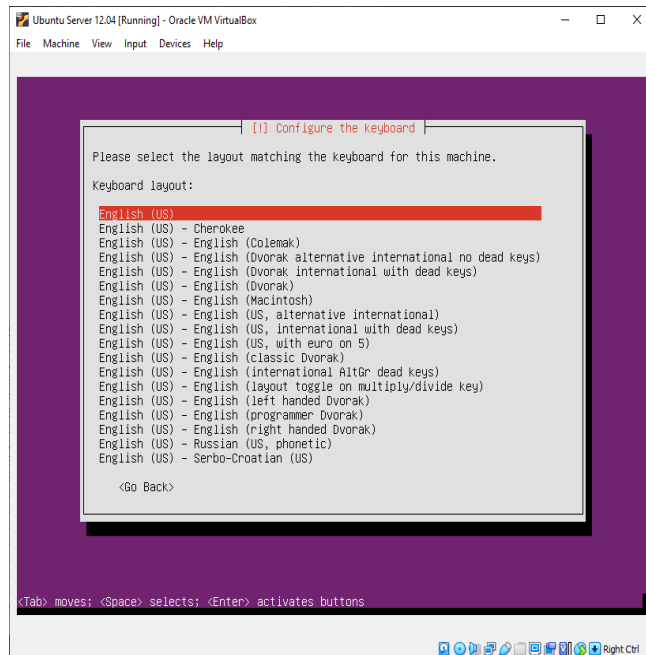 Ubuntu Server 12.04 [Running] - Oracle VM VirtualBox
File Machine View Input Devices Help
[!] Configure the keyboard
Please select the layout matching the keyboard for this machine.
Keyboard layout:
English (US)
English (US) - Cherokee
English (US) - English (Colemak)
English (US) - English (Dvorak alternative international no dead keys)
English (US) - English (Dvorak international with dead keys)
English (US) - English (Dvorak)
English (US) - English (Macintosh)
English (US) - English (US, alternative international)
English (US) - English (US, international with dead keys)
English (US) - English (US, with euro on 5)
English (US) - English (classic Dvorak)
English (US) - English (international AltGr dead keys)
English (US) - English (layout toggle on multiply/divide key)
English (US) - English (left handed Dvorak)
English (US) - English (programmer Dvorak)
English (US) - English (right handed Dvorak)
English (US) - Russian (US, phonetic)
English (US) - Serbo-Croatian (US)
<Go Back>
<Tab> moves; <Space> selects; <Enter> activates buttons
Right Ctrl